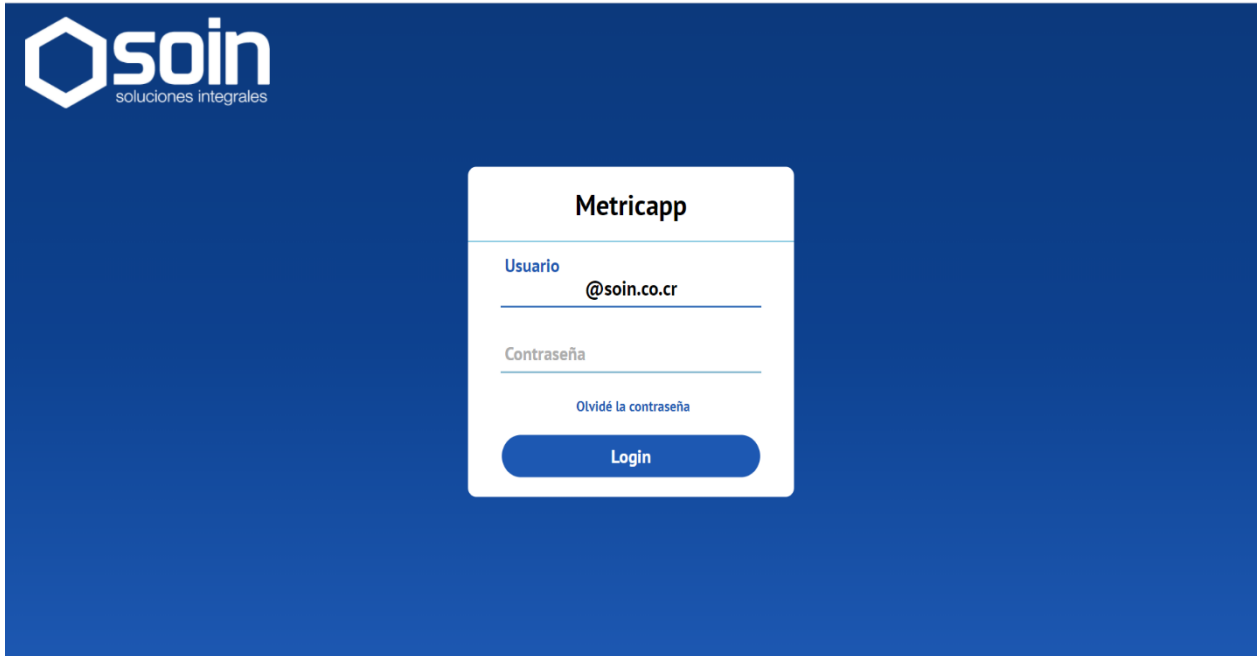 soin
soluciones integrales
Metricapp
Usuario
@soin.co.cr
Contraseña
Olvidé la contraseña
Login